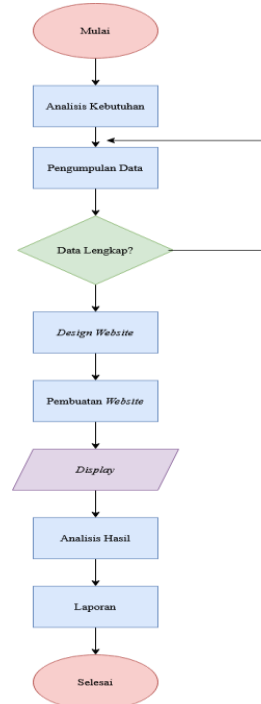 Mulai
Analisis Kebutuhan
Pengumpulan Data
Data Lengkap?
Design Website
Pembuatan Website
Display
Analisis Hasil
Laporan
Selesai